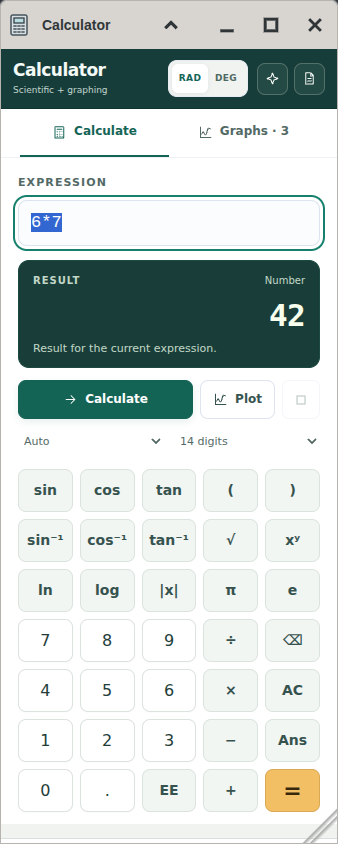 Calculator
Calculator
Scientific + graphing
RAD DEG
Calculate
Graphs · 3
EXPRESSION
6*7
RESULT
Number
42
Result for the current expression.
Calculate
Plot
Auto
14 digits
sin cos tan ( )
sin⁻¹ cos⁻¹ tan⁻¹ √ xʸ
ln log |x| π e
7 8 9 ÷ ⌫
4 5 6 × AC
1 2 3 − Ans
0 . EE + =